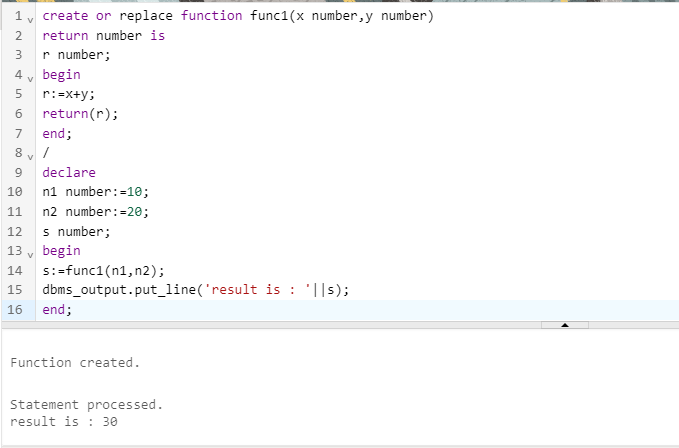 1 create or replace function func1(x number,y number)
2 return number is
3 r number;
4 begin
5 r:=x+y;
6 return(r);
7 end;
8 /
9 declare
10 n1 number:=10;
11 n2 number:=20;
12 s number;
13 begin
14 s:=func1(n1,n2);
15 dbms_output.put_line('result is : '||s);
16 end;
Function created.
Statement processed.
result is : 30